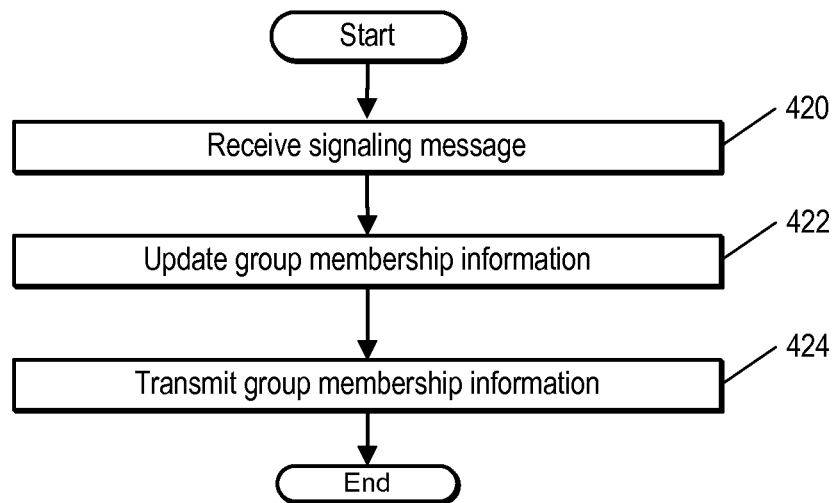 Start
420
Receive signaling message
422
Update group membership information
424
Transmit group membership information
End